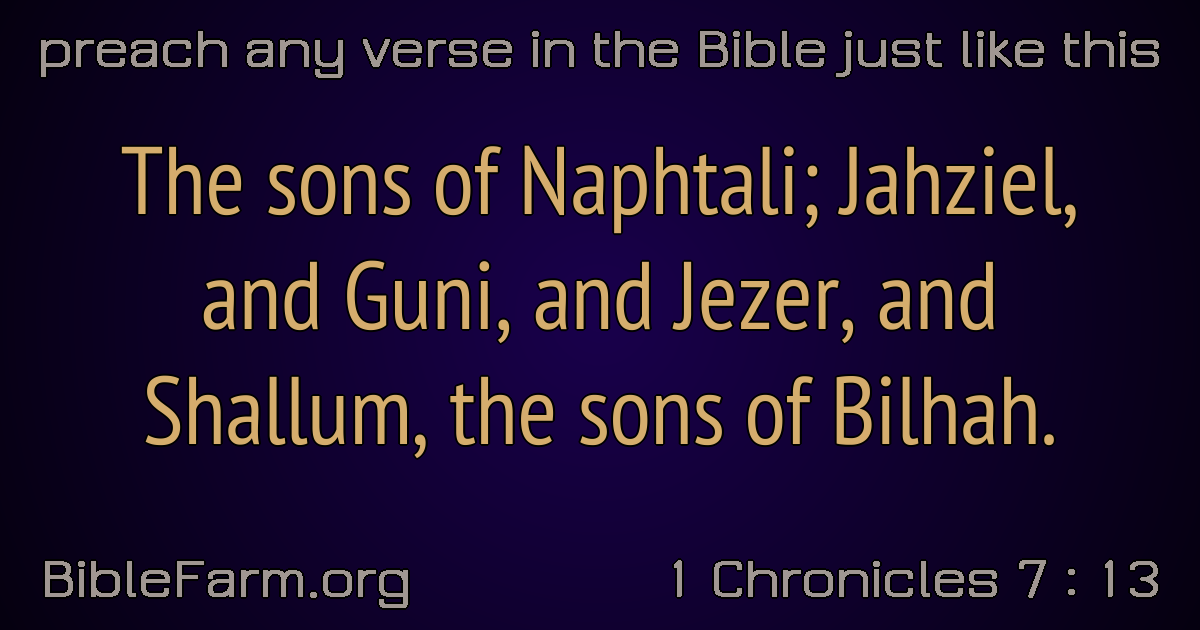 preach any verse in the Bible just like this
The sons of Naphtali; Jahziel,
and Guni, and Jezer, and
Shallum, the sons of Bilhah.
BibleFarm.org
1 Chronicles 7 : 13